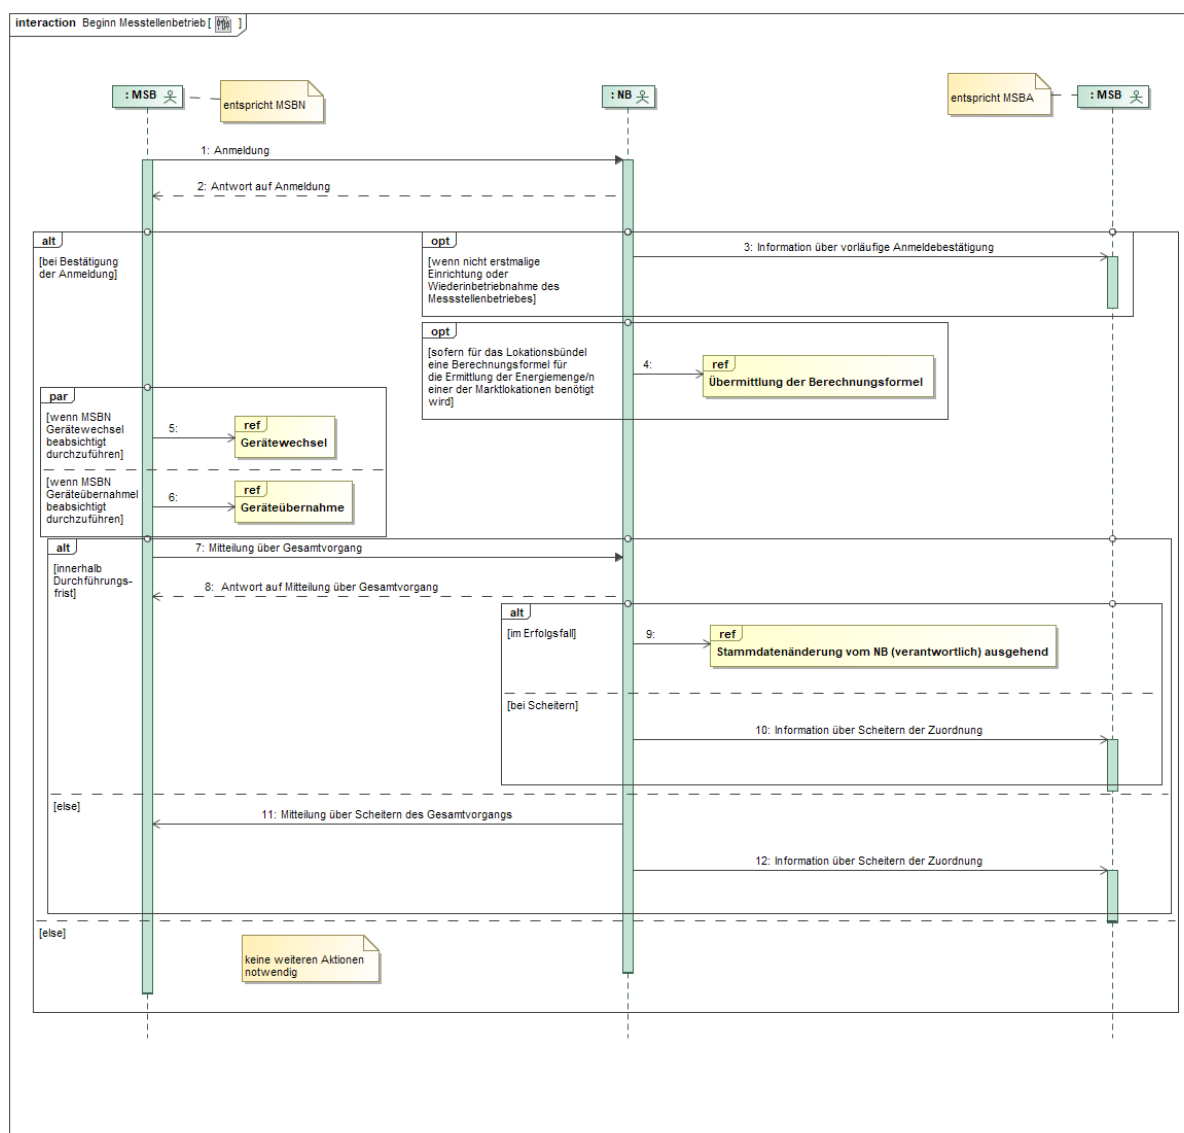 interaction Beginn Messtellenbetrieb [ ]
: MSB
entspricht MSBN
: NB
entspricht MSBA
: MSB
1: Anmeldung
2: Antwort auf Anmeldung
alt
[bei Bestätigung
der Anmeldung]
opt
[wenn nicht erstmalige
Einrichtung oder
Wiederinbetriebnahme des
Messstellenbetriebes]
3: Information über vorläufige Anmeldebestätigung
opt
[sofern für das Lokationsbündel
eine Berechnungsformel für
die Ermittlung der Energiemenge/n
einer der Marktlokationen benötigt
wird]
4:
ref
Übermittlung der Berechnungsformel
par
[wenn MSBN
Gerätewechsel
beabsichtigt
durchzuführen]
5:
ref
Gerätewechsel
[wenn MSBN
Geräteübernahmel
beabsichtigt
durchzuführen]
6:
ref
Geräteübernahme
alt
[innerhalb
Durchführungs-
frist]
7: Mitteilung über Gesamtvorgang
8: Antwort auf Mitteilung über Gesamtvorgang
alt
[im Erfolgsfall]
9:
ref
Stammdatenänderung vom NB (verantwortlich) ausgehend
[bei Scheitern]
10: Information über Scheitern der Zuordnung
[else]
11: Mitteilung über Scheitern des Gesamtvorgangs
12: Information über Scheitern der Zuordnung
[else]
keine weiteren Aktionen
notwendig